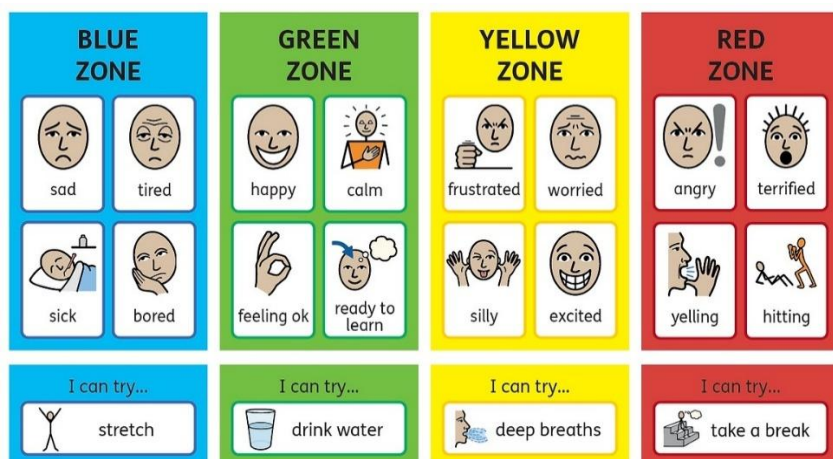 BLUE
ZONE
sad
tired
sick
bored
I can try...
stretch
GREEN
ZONE
happy
calm
feeling ok
ready to
learn
I can try...
drink water
YELLOW
ZONE
frustrated
worried
silly
excited
I can try...
deep breaths
RED
ZONE
angry
terrified
yelling
hitting
I can try...
take a break